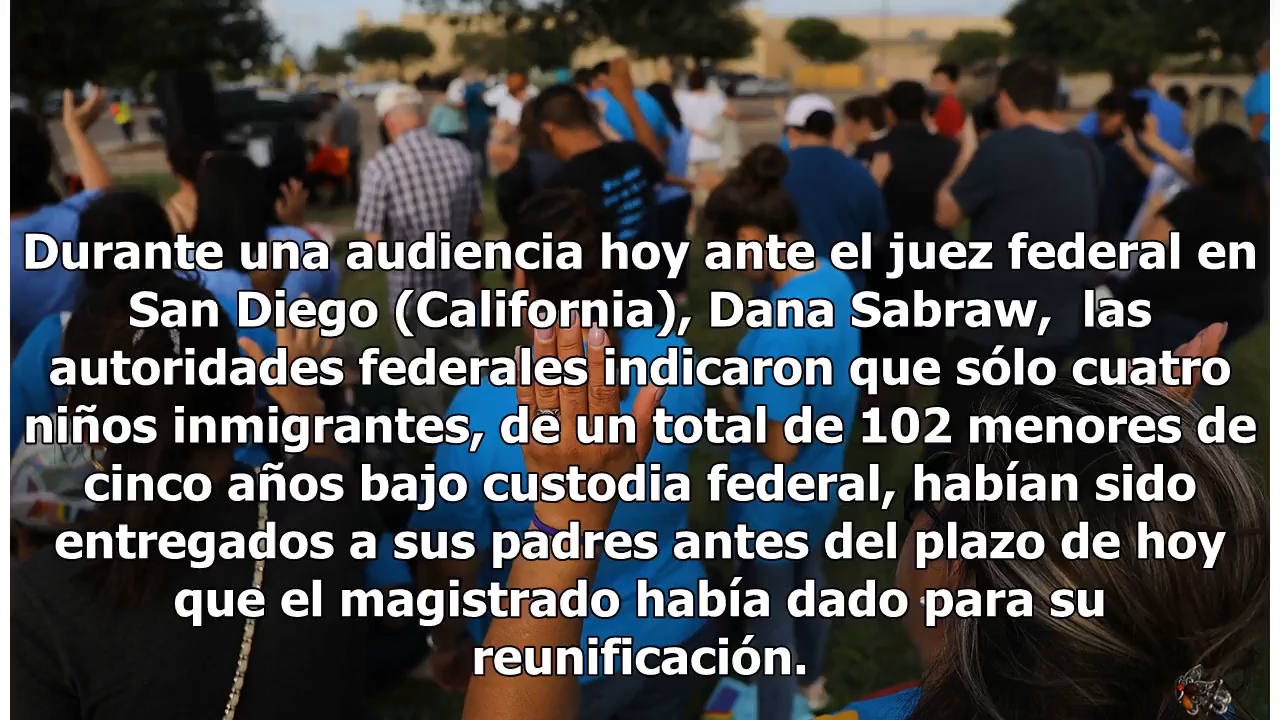 Durante una audiencia hoy ante el juez federal en
San Diego (California), Dana Sabraw,  las
autoridades federales indicaron que sólo cuatro
niños inmigrantes, de un total de 102 menores de
cinco años bajo custodia federal, habían sido
entregados a sus padres antes del plazo de hoy
que el magistrado había dado para su
reunificación.